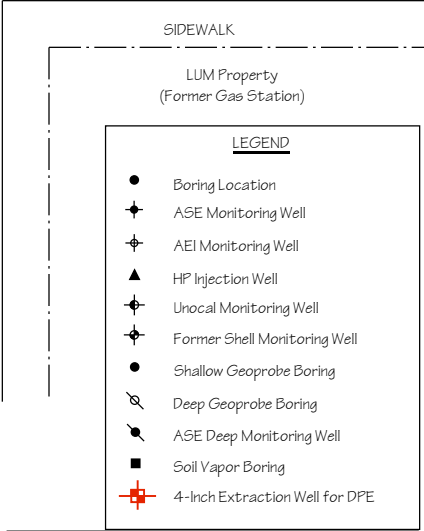 SIDEWALK
LUM Property
(Former Gas Station)
LEGEND
Boring Location
ASE Monitoring Well
AEI Monitoring Well
HP Injection Well
Unocal Monitoring Well
Former Shell Monitoring Well
Shallow Geoprobe Boring
Deep Geoprobe Boring
ASE Deep Monitoring Well
Soil Vapor Boring
4-Inch Extraction Well for DPE